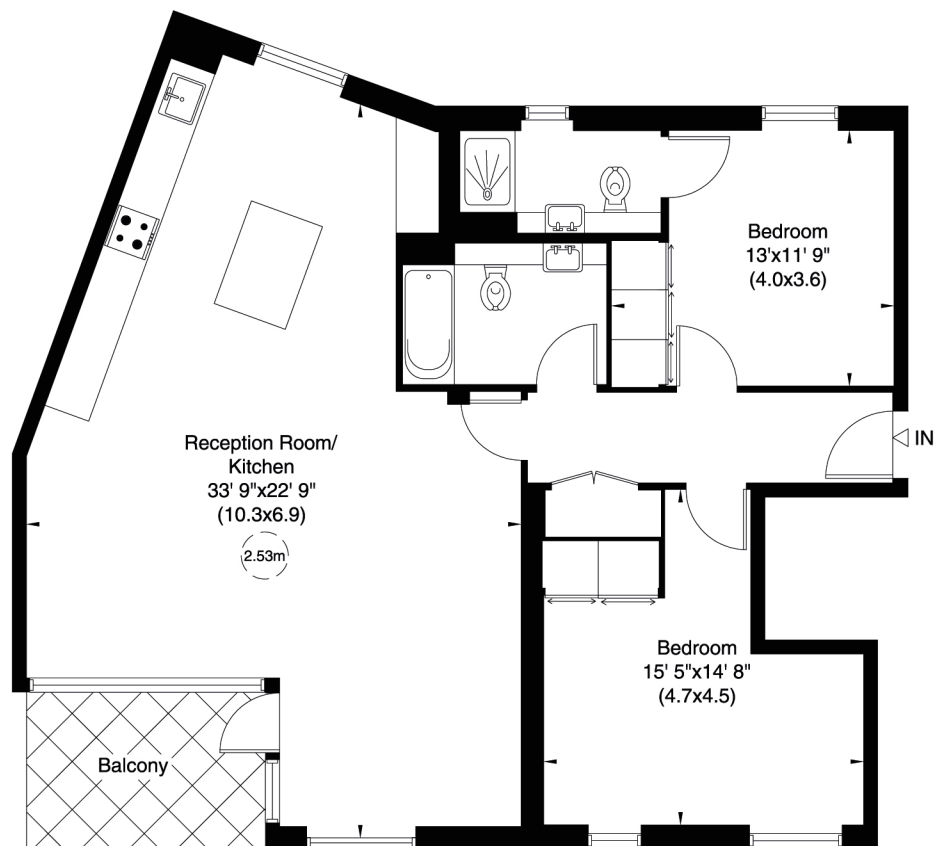 Bedroom
13'x11' 9"
(4.0x3.6)
IN
Reception Room/
Kitchen
33' 9"x22' 9"
(10.3x6.9)
2.53m
Bedroom
15' 5"x14' 8"
(4.7x4.5)
Balcony